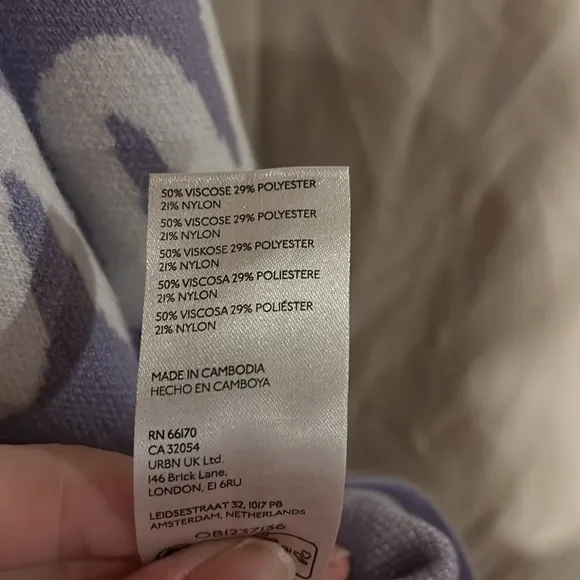 50% VISCOSE 29% POLYESTER
21% NYLON
50% VISCOSE 29% POLYESTER
21% NYLON
50% VISKOSE 29% POLYESTER
21% NYLON
50% VISCOSA 29% POLIESTERE
21% NYLON
50% VISCOSA 29% POLIÉSTER
21% NYLON
MADE IN CAMBODIA
HECHO EN CAMBOYA
RN 66170
CA 32054
URBN UK Ltd.
146 Brick Lane,
LONDON, E1 6RU
LEIDSESTRAAT 32, 1017 PB
AMSTERDAM, NETHERLANDS